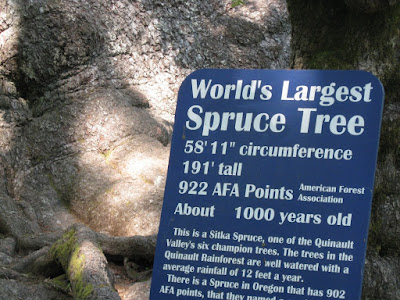 World's Largest
Spruce Tree
58' 11" circumference
191' tall
922 AFA Points American Forest Association
About 1000 years old
This is a Sitka Spruce, one of the Quinault
Valley's six champion trees. The trees in the
Quinault Rainforest are well watered with a
average rainfall of 12 feet a year.
There is a Spruce in Oregon that has 902
AFA points, that they named